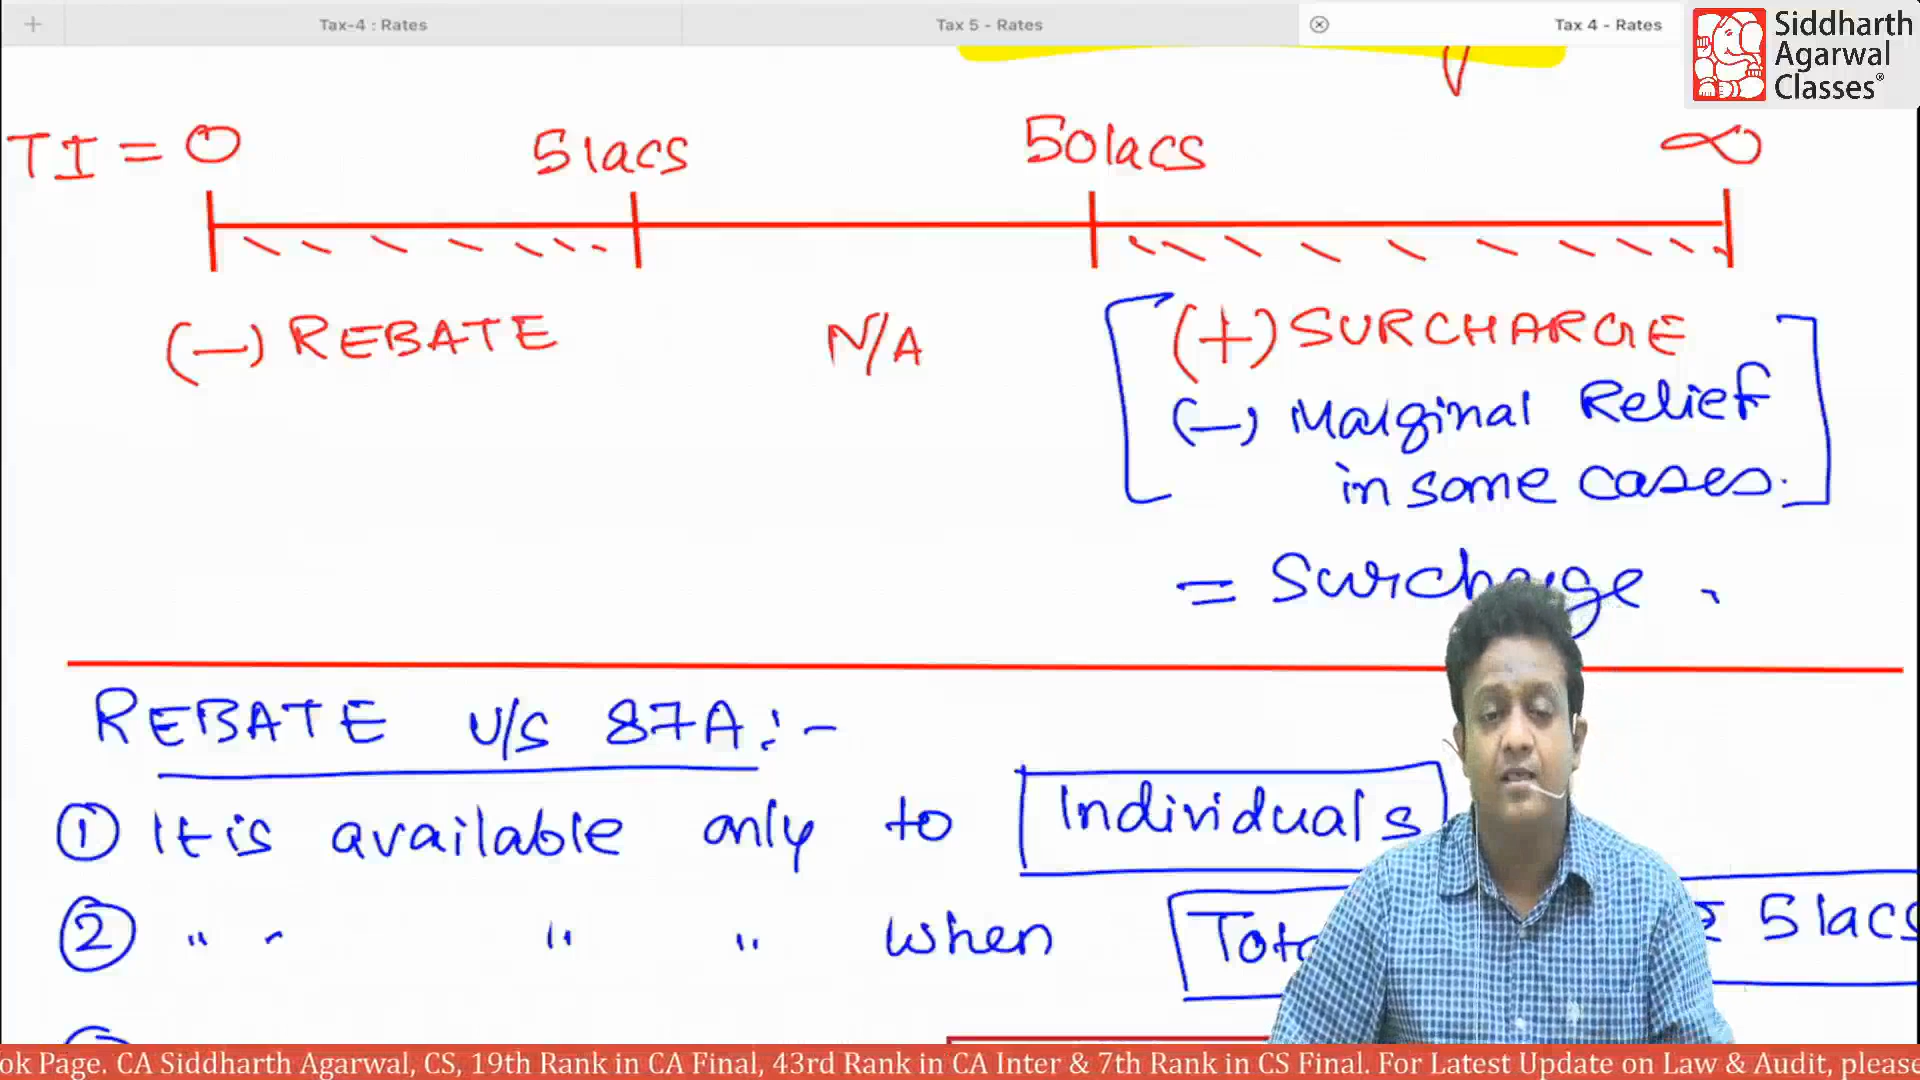 Tax-4 : Rates
Tax 5 - Rates
Tax 4 - Rates
Siddharth
Agarwal
Classes®
TI = 0 5 lacs 50 lacs ∞
(−) REBATE N/A (+) SURCHARGE
(−) Marginal Relief
in some cases.
= Surcharge
REBATE U/S 87A :-
① It is available only to Individuals
② " " " " when 5 lacs
ok Page. CA Siddharth Agarwal, CS, 19th Rank in CA Final, 43rd Rank in CA Inter & 7th Rank in CS Final. For Latest Update on Law & Audit, please